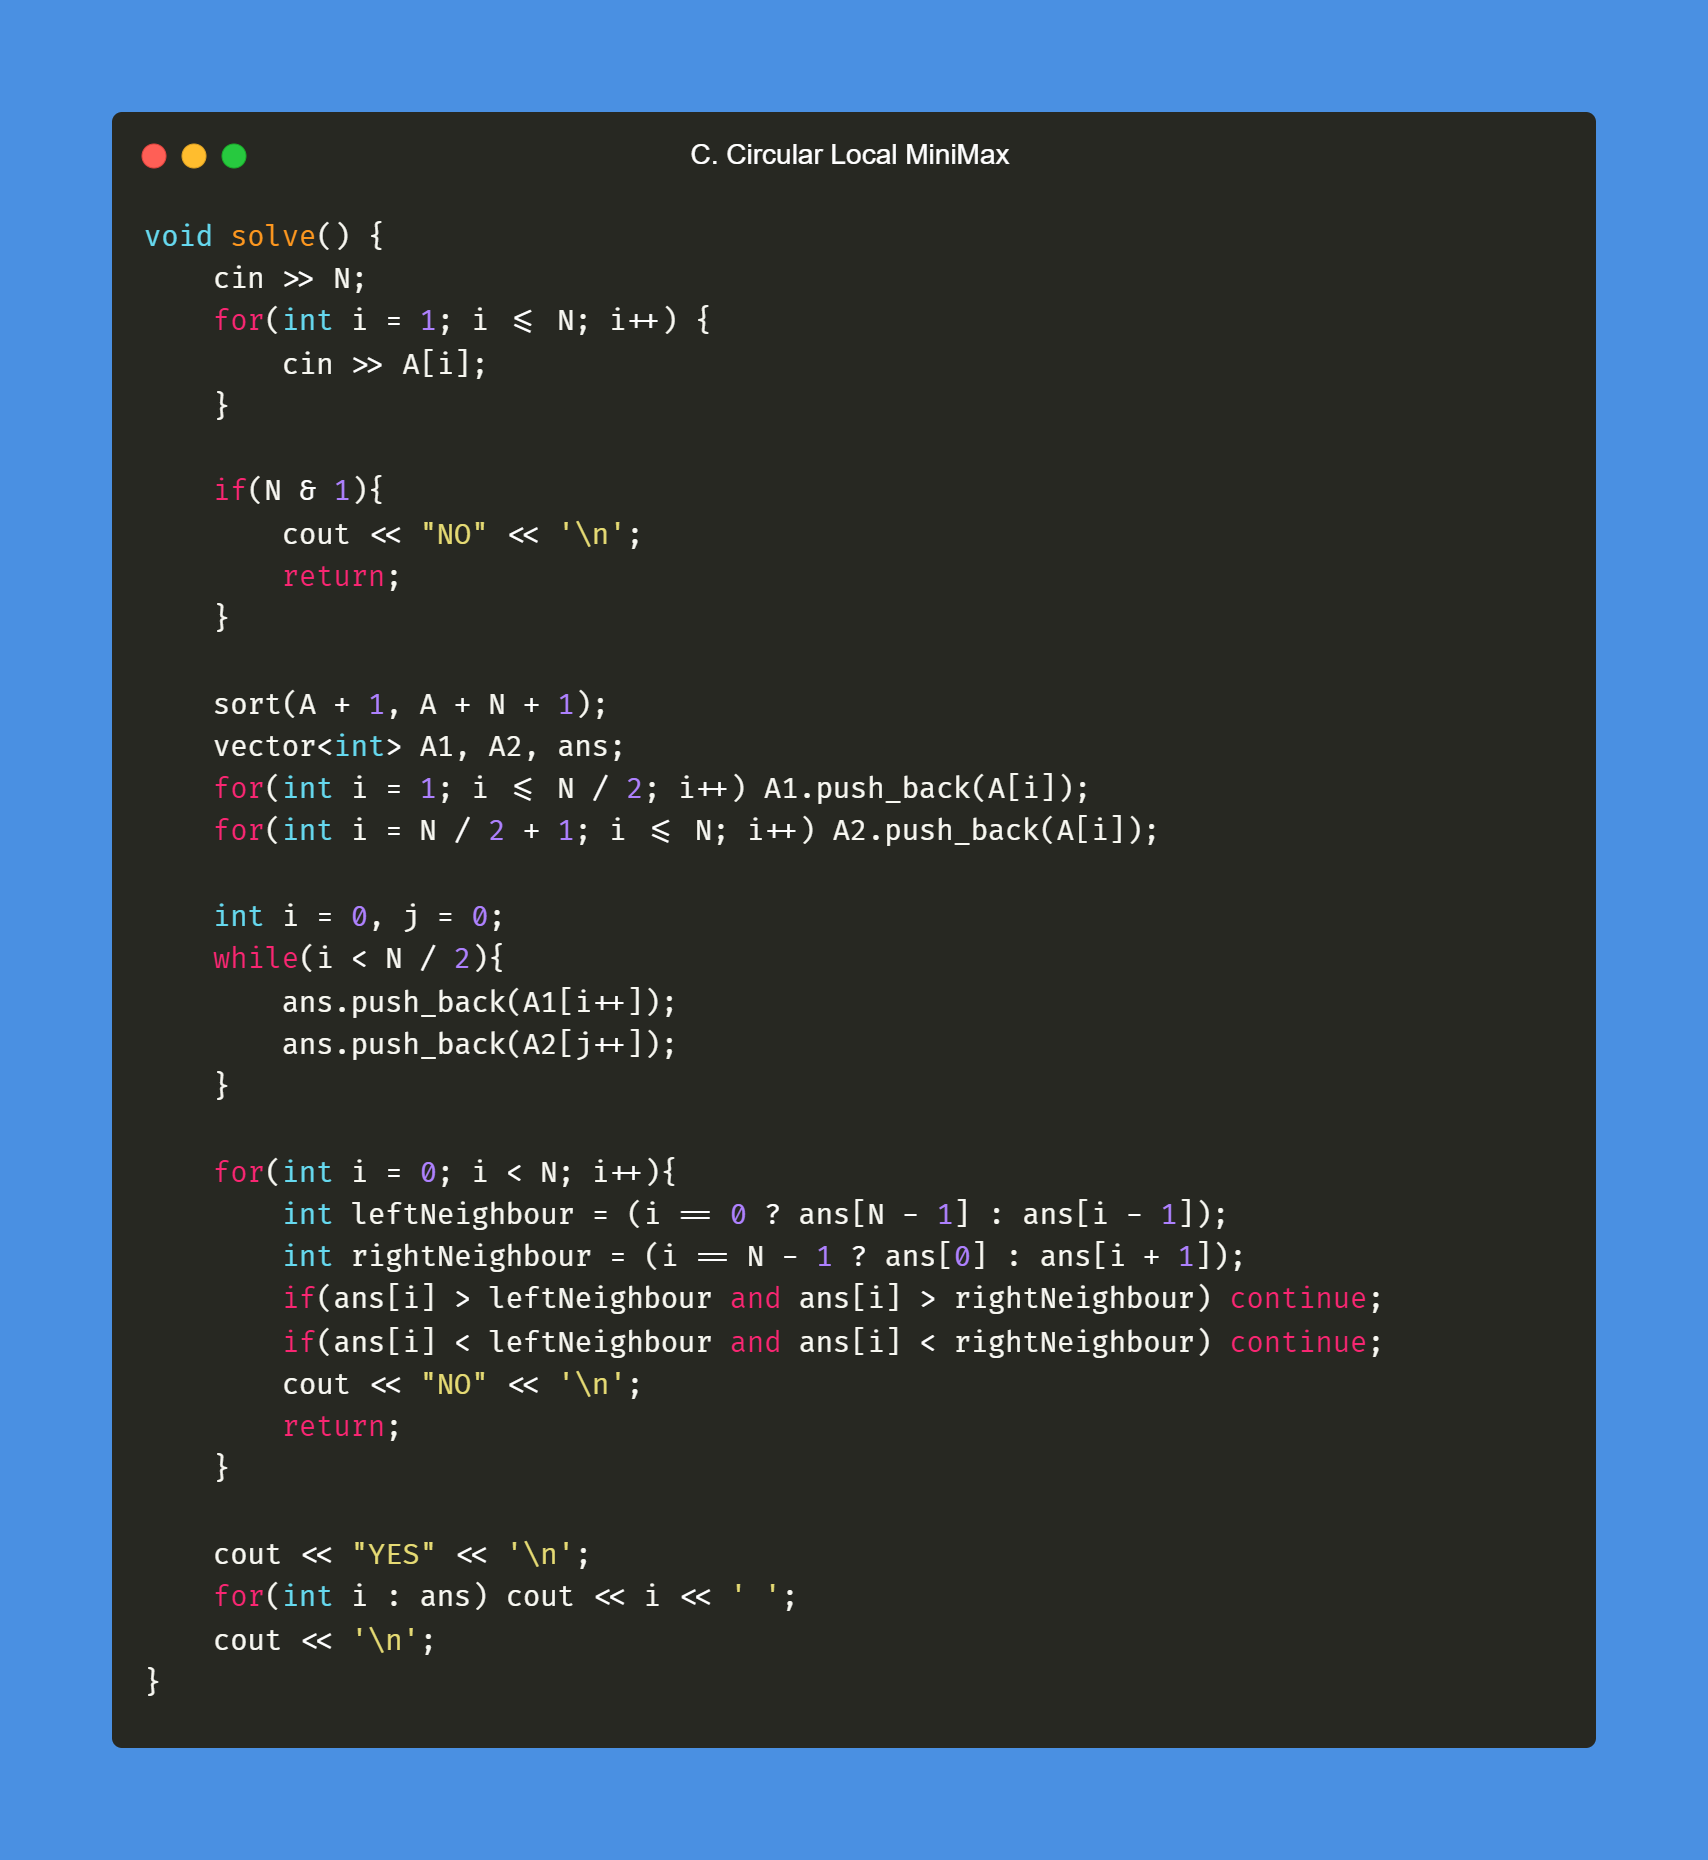 C. Circular Local MiniMax
void solve() {
    cin >> N;
    for(int i = 1; i <= N; i++) {
        cin >> A[i];
    }
    if(N & 1){
        cout << "NO" << '\n';
        return;
    }
    sort(A + 1, A + N + 1);
    vector<int> A1, A2, ans;
    for(int i = 1; i <= N / 2; i++) A1.push_back(A[i]);
    for(int i = N / 2 + 1; i <= N; i++) A2.push_back(A[i]);
    int i = 0, j = 0;
    while(i < N / 2){
        ans.push_back(A1[i++]);
        ans.push_back(A2[j++]);
    }
    for(int i = 0; i < N; i++){
        int leftNeighbour = (i == 0 ? ans[N - 1] : ans[i - 1]);
        int rightNeighbour = (i == N - 1 ? ans[0] : ans[i + 1]);
        if(ans[i] > leftNeighbour and ans[i] > rightNeighbour) continue;
        if(ans[i] < leftNeighbour and ans[i] < rightNeighbour) continue;
        cout << "NO" << '\n';
        return;
    }
    cout << "YES" << '\n';
    for(int i : ans) cout << i << ' ';
    cout << '\n';
}